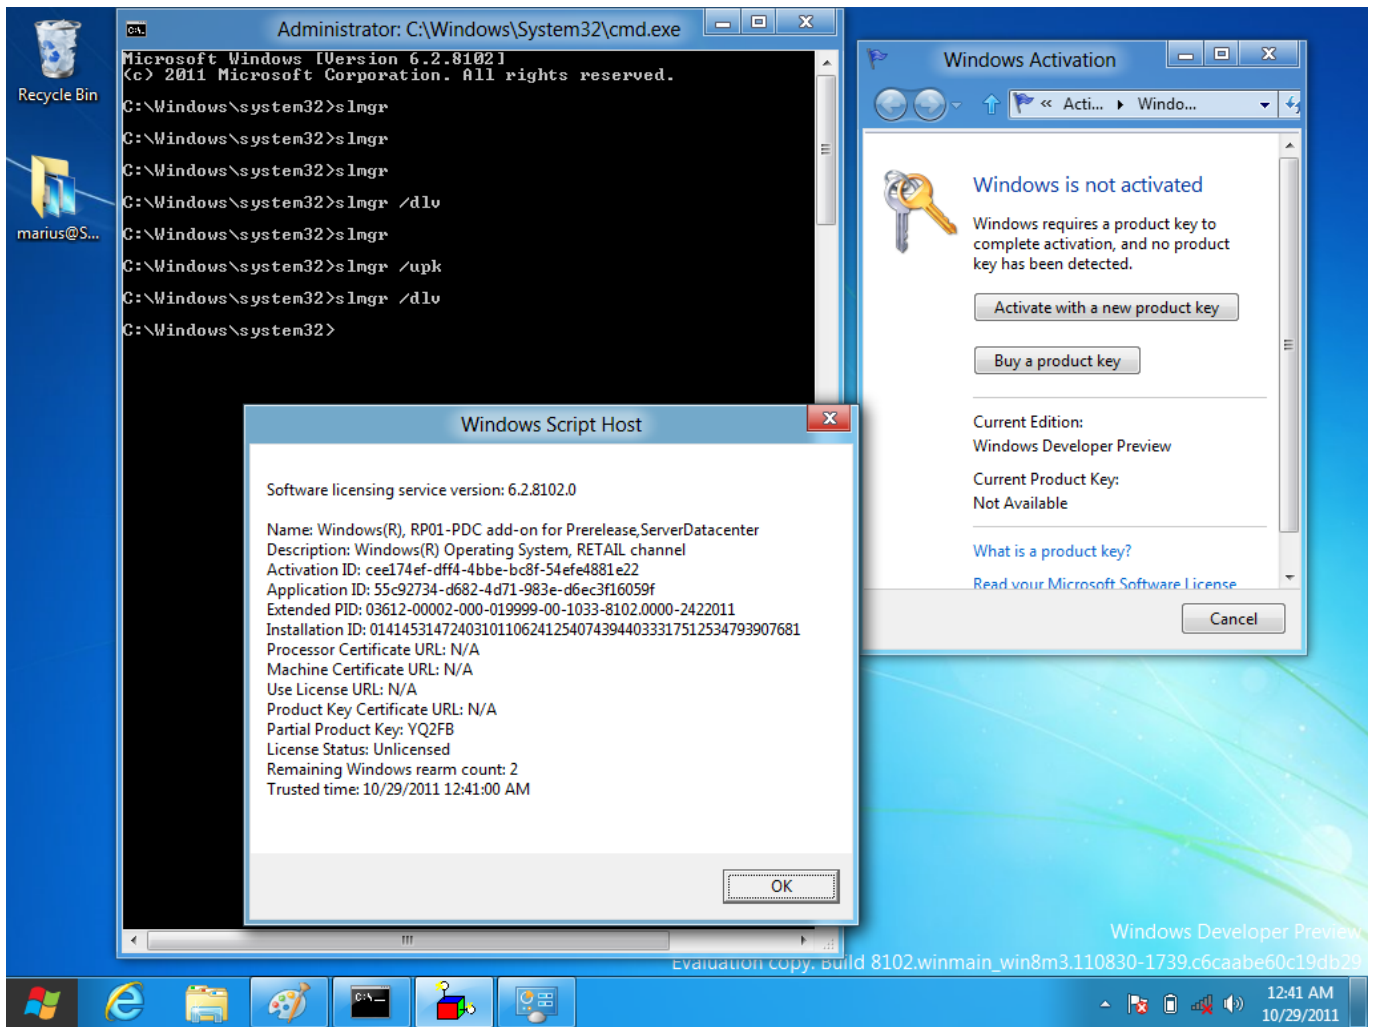 Recycle Bin
marius@S...
Administrator: C:\Windows\System32\cmd.exe
Microsoft Windows [Version 6.2.8102]
(c) 2011 Microsoft Corporation. All rights reserved.
C:\Windows\system32>slmgr
C:\Windows\system32>slmgr
C:\Windows\system32>slmgr
C:\Windows\system32>slmgr /dlv
C:\Windows\system32>slmgr
C:\Windows\system32>slmgr /upk
C:\Windows\system32>slmgr /dlv
C:\Windows\system32>
Windows Activation
« Acti... Windo...
Windows is not activated
Windows requires a product key to
complete activation, and no product
key has been detected.
Activate with a new product key
Buy a product key
Current Edition:
Windows Developer Preview
Current Product Key:
Not Available
What is a product key?
Read your Microsoft Software License
Cancel
Windows Script Host
Software licensing service version: 6.2.8102.0
Name: Windows(R), RP01-PDC add-on for Prerelease,ServerDatacenter
Description: Windows(R) Operating System, RETAIL channel
Activation ID: cee174ef-dff4-4bbe-bc8f-54efe4881e22
Application ID: 55c92734-d682-4d71-983e-d6ec3f16059f
Extended PID: 03612-00002-000-019999-00-1033-8102.0000-2422011
Installation ID: 014145314724031011062412540743944033317512534793907681
Processor Certificate URL: N/A
Machine Certificate URL: N/A
Use License URL: N/A
Product Key Certificate URL: N/A
Partial Product Key: YQ2FB
License Status: Unlicensed
Remaining Windows rearm count: 2
Trusted time: 10/29/2011 12:41:00 AM
OK
Windows Developer Preview
Evaluation copy. Build 8102.winmain_win8m3.110830-1739.c6caabe60c19db29
12:41 AM
10/29/2011